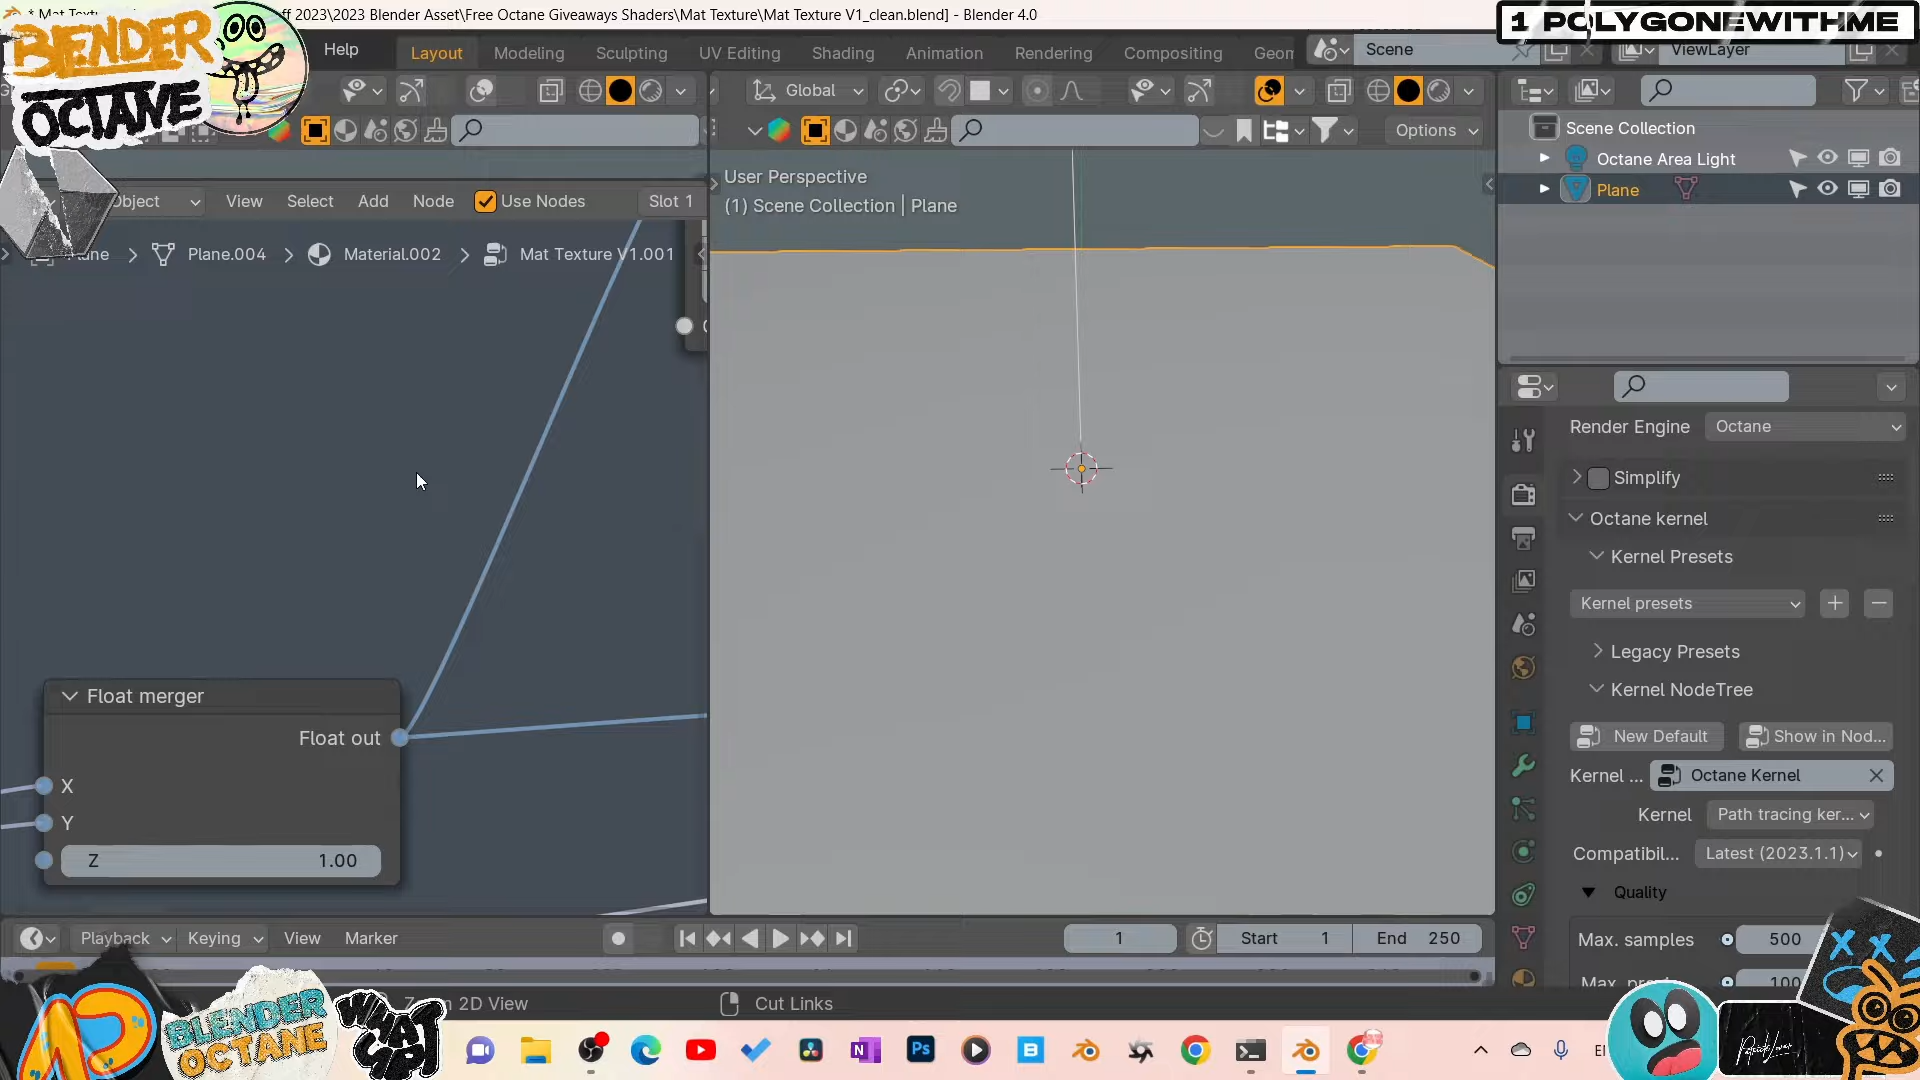 * Mat Textu ff 2023\2023 Blender Asset\Free Octane Giveaways Shaders\Mat Texture\Mat Texture V1_clean.blend] - Blender 4.0
1 POLYGONEWITHME
BENDER
OCTANE
Help
Layout
Modeling
Sculpting
UV Editing
Shading
Animation
Rendering
Compositing
Geom
Scene
ViewLayer
Global
Options
Object
View
Select
Add
Node
Use Nodes
Slot 1
Plane.004
Material.002
Mat Texture V1.001
User Perspective
(1) Scene Collection | Plane
Scene Collection
Octane Area Light
Plane
Render Engine
Octane
Simplify
Octane kernel
Kernel Presets
Kernel presets
Legacy Presets
Kernel NodeTree
New Default
Show in Nod...
Kernel ...
Octane Kernel
Kernel
Path tracing ker...
Compatibil...
Latest (2023.1.1)
Quality
Max. samples
500
Float merger
Float out
X
Y
Z
1.00
Playback
Keying
View
Marker
1
Start
1
End
250
2D View
Cut Links
BLENDER
OCTANE
WHAT
UP!
Ps